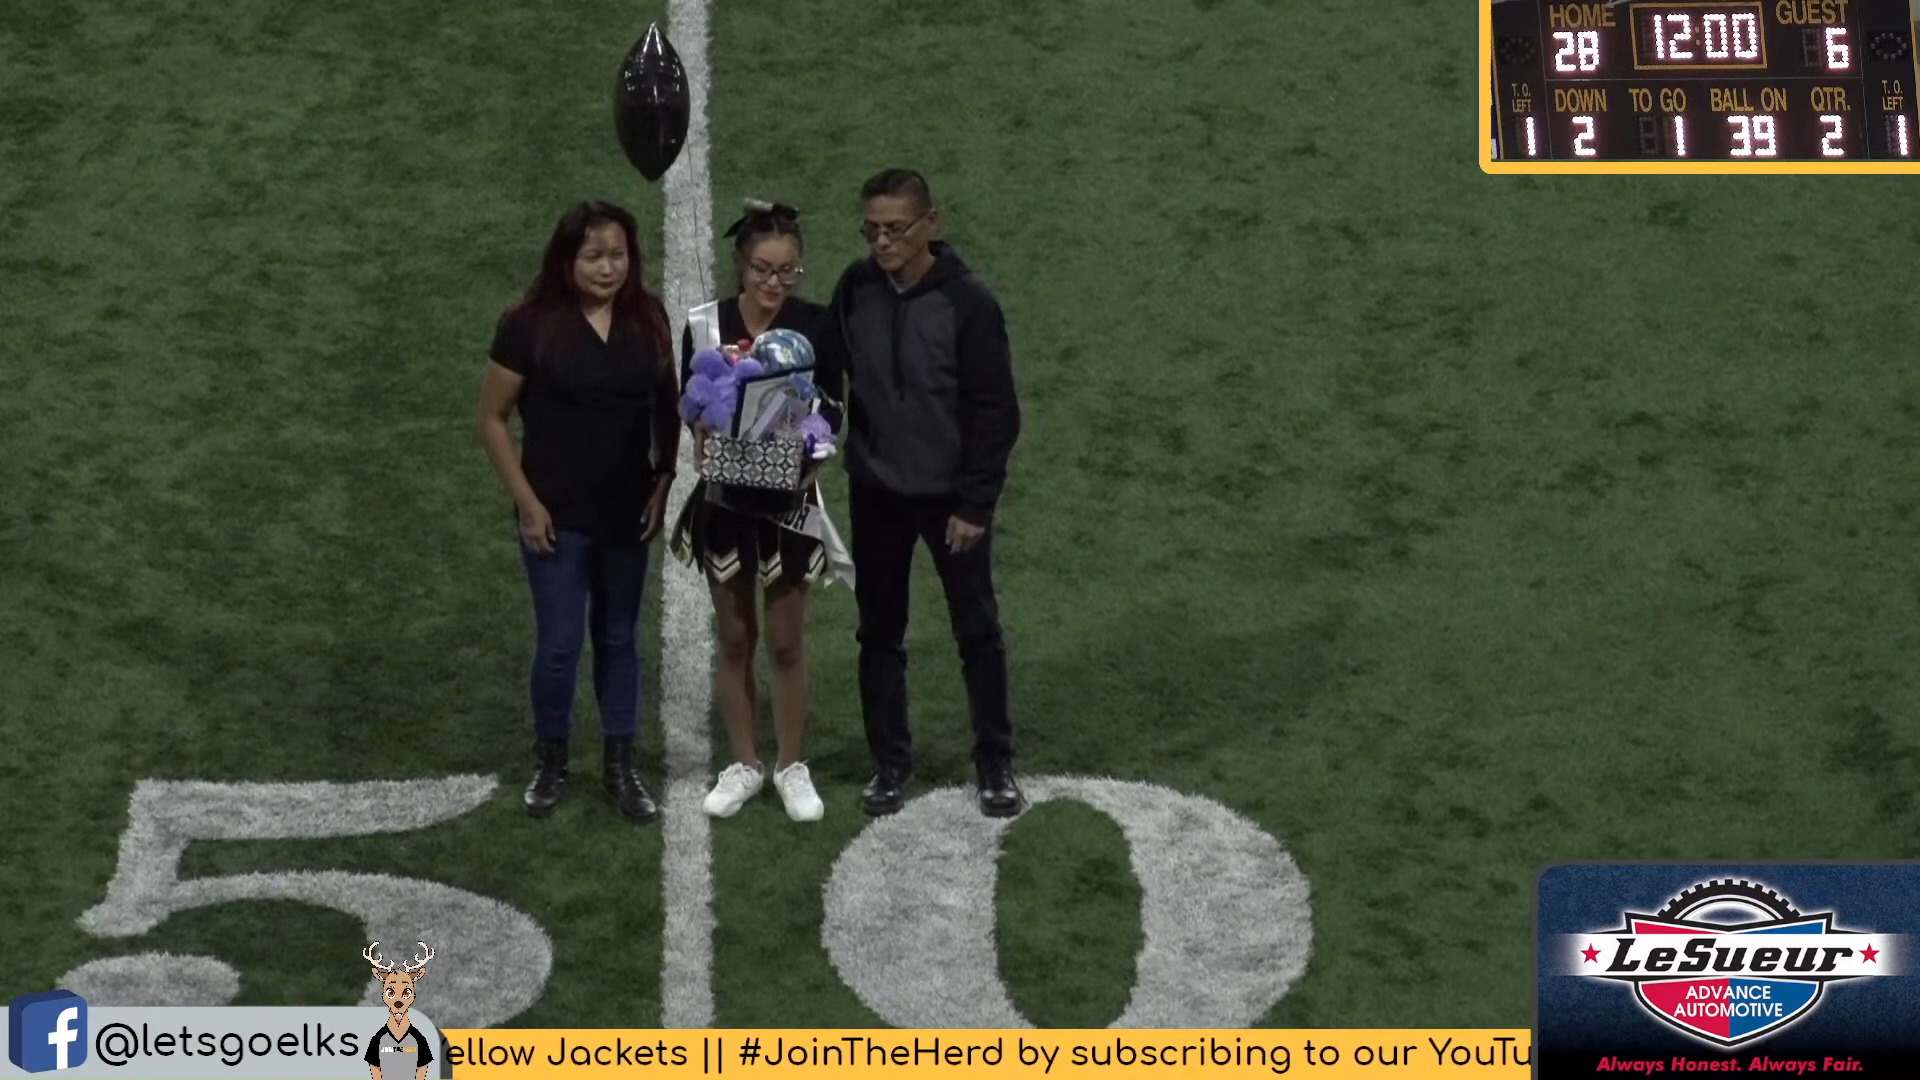 HOME 12:00 GUEST
28 6
T.O. LEFT DOWN TO GO BALL ON QTR. T.O. LEFT
1 2 1 39 2 1
50
@letsgoelks
ellow Jackets || #JoinTheHerd by subscribing to our YouTu
LeSueur
ADVANCE
AUTOMOTIVE
Always Honest. Always Fair.